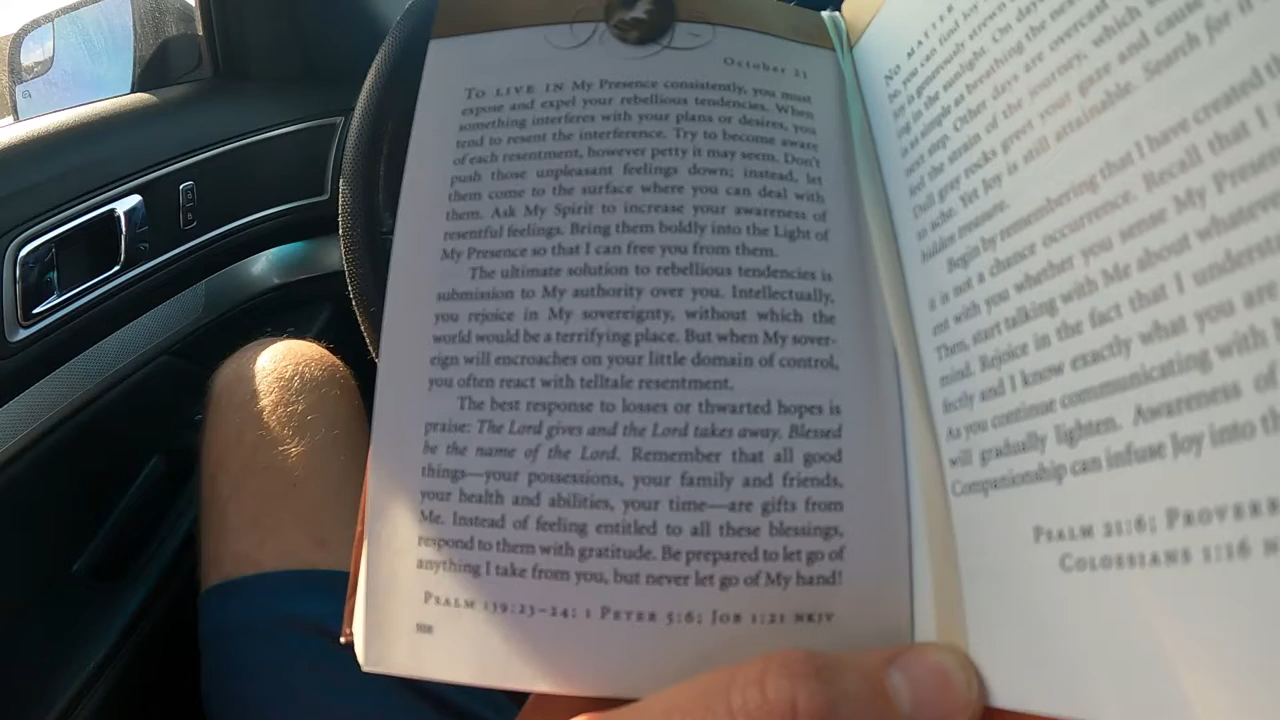 October 21
TO LIVE IN My Presence consistently, you must
expose and expel your rebellious tendencies. When
something interferes with your plans or desires, you
tend to resent the interference. Try to become aware
of each resentment, however petty it may seem. Don't
push those unpleasant feelings down; instead, let
them come to the surface where you can deal with
them. Ask My Spirit to increase your awareness of
resentful feelings. Bring them boldly into the Light of
My Presence so that I can free you from them.
The ultimate solution to rebellious tendencies is
submission to My authority over you. Intellectually,
you rejoice in My sovereignty, without which the
world would be a terrifying place. But when My sover-
eign will encroaches on your little domain of control,
you often react with telltale resentment.
The best response to losses or thwarted hopes is
praise: The Lord gives and the Lord takes away. Blessed
be the name of the Lord. Remember that all good
things—your possessions, your family and friends,
your health and abilities, your time—are gifts from
Me. Instead of feeling entitled to all these blessings,
respond to them with gratitude. Be prepared to let go of
anything I take from you, but never let go of My hand!
PSALM 139:23–24; 1 PETER 5:6; JOB 1:21 NKJV
NO MATTER
be, you can find Joy
is generously strewn
ing in the sunlight. On days
is as simple as breathing the next
next step. Other days are overcast
feel the strain of the journey, which
Dull gray rocks greet your gaze and cause
to ache. Yet Joy is still attainable. Search for it
hidden treasure.
Begin by remembering that I have created
is not a chance occurrence. Recall that I
ent with you whether you sense My Presen
Then, start talking with Me about whatever
mind. Rejoice in the fact that I underst
fectly and I know exactly what you are
As you continue communicating with
will gradually lighten. Awareness of
Companionship can infuse Joy into th
PSALM 21:6; PROVERB
COLOSSIANS 1:16 N